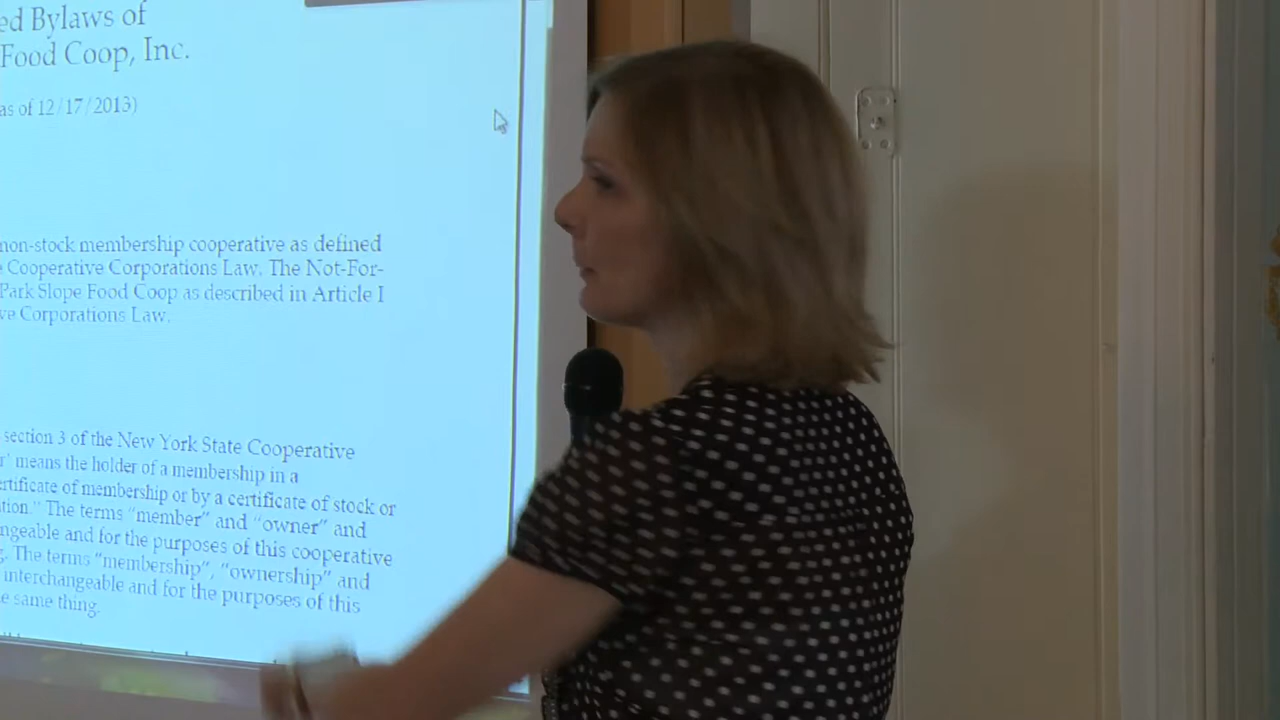 ed Bylaws of
Food Coop, Inc.
as of 12/17/2013)
non-stock membership cooperative as defined
Cooperative Corporations Law. The Not-For-
Park Slope Food Coop as described in Article I
ve Corporations Law.
section 3 of the New York State Cooperative
r' means the holder of a membership in a
ertificate of membership or by a certificate of stock or
tion." The terms "member" and "owner" and
ngeable and for the purposes of this cooperative
g. The terms "membership", "ownership" and
interchangeable and for the purposes of this
e same thing.